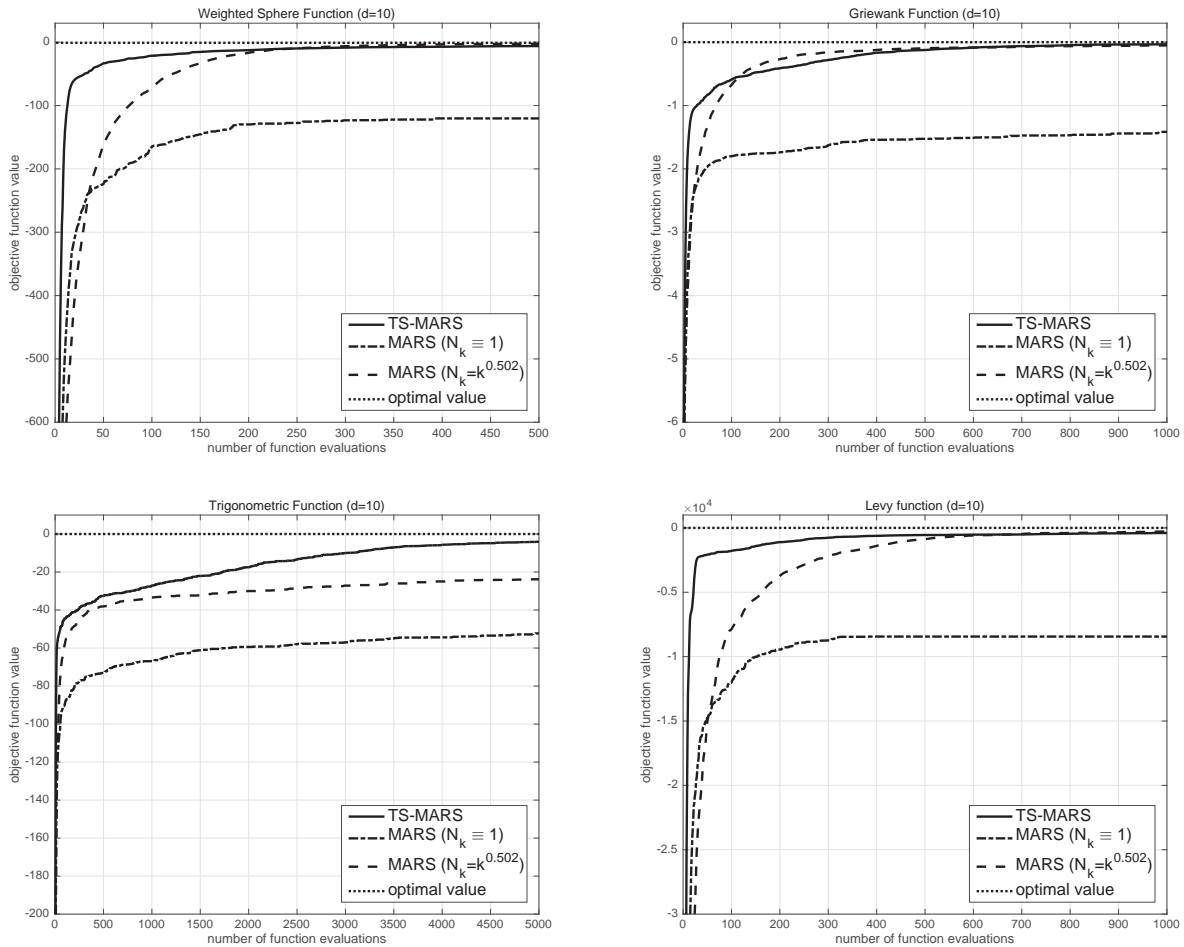 Weighted Sphere Function (d=10)
objective function value
0
-100
-200
-300
-400
-500
-600
0 50 100 150 200 250 300 350 400 450 500
number of function evaluations
TS-MARS
MARS (N_k ≡ 1)
MARS (N_k=k^0.502)
optimal value
Griewank Function (d=10)
objective function value
0
-1
-2
-3
-4
-5
-6
0 100 200 300 400 500 600 700 800 900 1000
number of function evaluations
TS-MARS
MARS (N_k ≡ 1)
MARS (N_k=k^0.502)
optimal value
Trigonometric Function (d=10)
objective function value
0
-20
-40
-60
-80
-100
-120
-140
-160
-180
-200
0 500 1000 1500 2000 2500 3000 3500 4000 4500 5000
number of function evaluations
TS-MARS
MARS (N_k ≡ 1)
MARS (N_k=k^0.502)
optimal value
Levy function (d=10)
×10^4
objective function value
0
-0.5
-1
-1.5
-2
-2.5
-3
0 100 200 300 400 500 600 700 800 900 1000
number of function evaluations
TS-MARS
MARS (N_k ≡ 1)
MARS (N_k=k^0.502)
optimal value